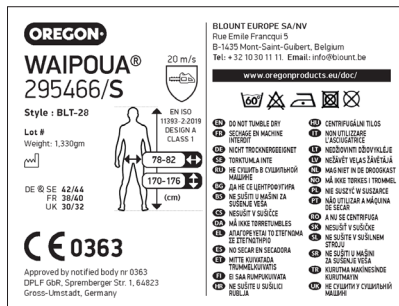 OREGON®
WAIPOUA®
295466/S
20 m/s
Style : BLT-28
EN ISO
11393-2:2019
DESIGN A
CLASS 1
Lot #
Weight: 1,330gm
78-82
170-176
(cm)
DE & SE 42/44
FR 38/40
UK 30/32
CE 0363
Approved by notified body nr 0363
DPLF GbR, Spremberger Str. 1, 64823
Gross-Umstadt, Germany
BLOUNT EUROPE SA/NV
Rue Emile Francqui 5
B-1435 Mont-Saint-Guibert, Belgium
Tel: +32 10 30 11 11. Email: info@blount.be
www.oregonproducts.eu/doc/
60°
EN DO NOT TUMBLE DRY
FR SECHAGE EN MACHINE
INTERDIT
DE NICHT TROCKNERGEEIGNET
SE TORKTUMLA INTE
RU НЕ СУШИТЬ В СУШИЛЬНОЙ
МАШИНЕ
BG ДА НЕ СЕ ЦЕНТРОФУГИРА
BS NE SUŠITI U MAŠINI ZA
SUŠENJE VEŠA
CS NESUŠIT V SUŠIČCE
DA MÅ IKKE TØRRETUMBLES
EL ΑΠΑΓΟΡΕΥΕΤΑΙ ΤΟ ΣΤΕΓΝΩΜΑ
ΣΕ ΣΤΕΓΝΩΤΗΡΙΟ
ES NO SECAR EN SECADORA
ET MITTE KUIVATADA
TRUMMELKUIVATIS
FI EI SAA RUMPUKUIVATA
HR NE SUŠITE U SUŠILICI
RUBLJA
HU CENTRIFUGÁLNI TILOS
IT NON UTILIZZARE
L'ASCIUGATRICE
LT NEDŽIOVINTI DŽIOVYKLĖJE
LV NEŽĀVĒT VEĻAS ŽĀVĒTĀJĀ
NL MAG NIET IN DE DROOGKAST
NO MÅ IKKE TØRKES I TROMMEL
PL NIE SUSZYĆ W SUSZARCE
PT NÃO UTILIZAR A MÁQUINA
DE SECAR
RO A NU SE CENTRIFUGA
SK NESUŠIŤ V SUŠIČKE
SL NE SUŠITE V SUŠILNEM
STROJU
SR NE SUŠITI U MAŠINI
ZA SUŠENJE VEŠA
TR KURUTMA MAKİNESİNDE
KURUTMAYIN
UK НЕ СУШИТИ У СУШИЛЬНІЙ
МАШИНІ